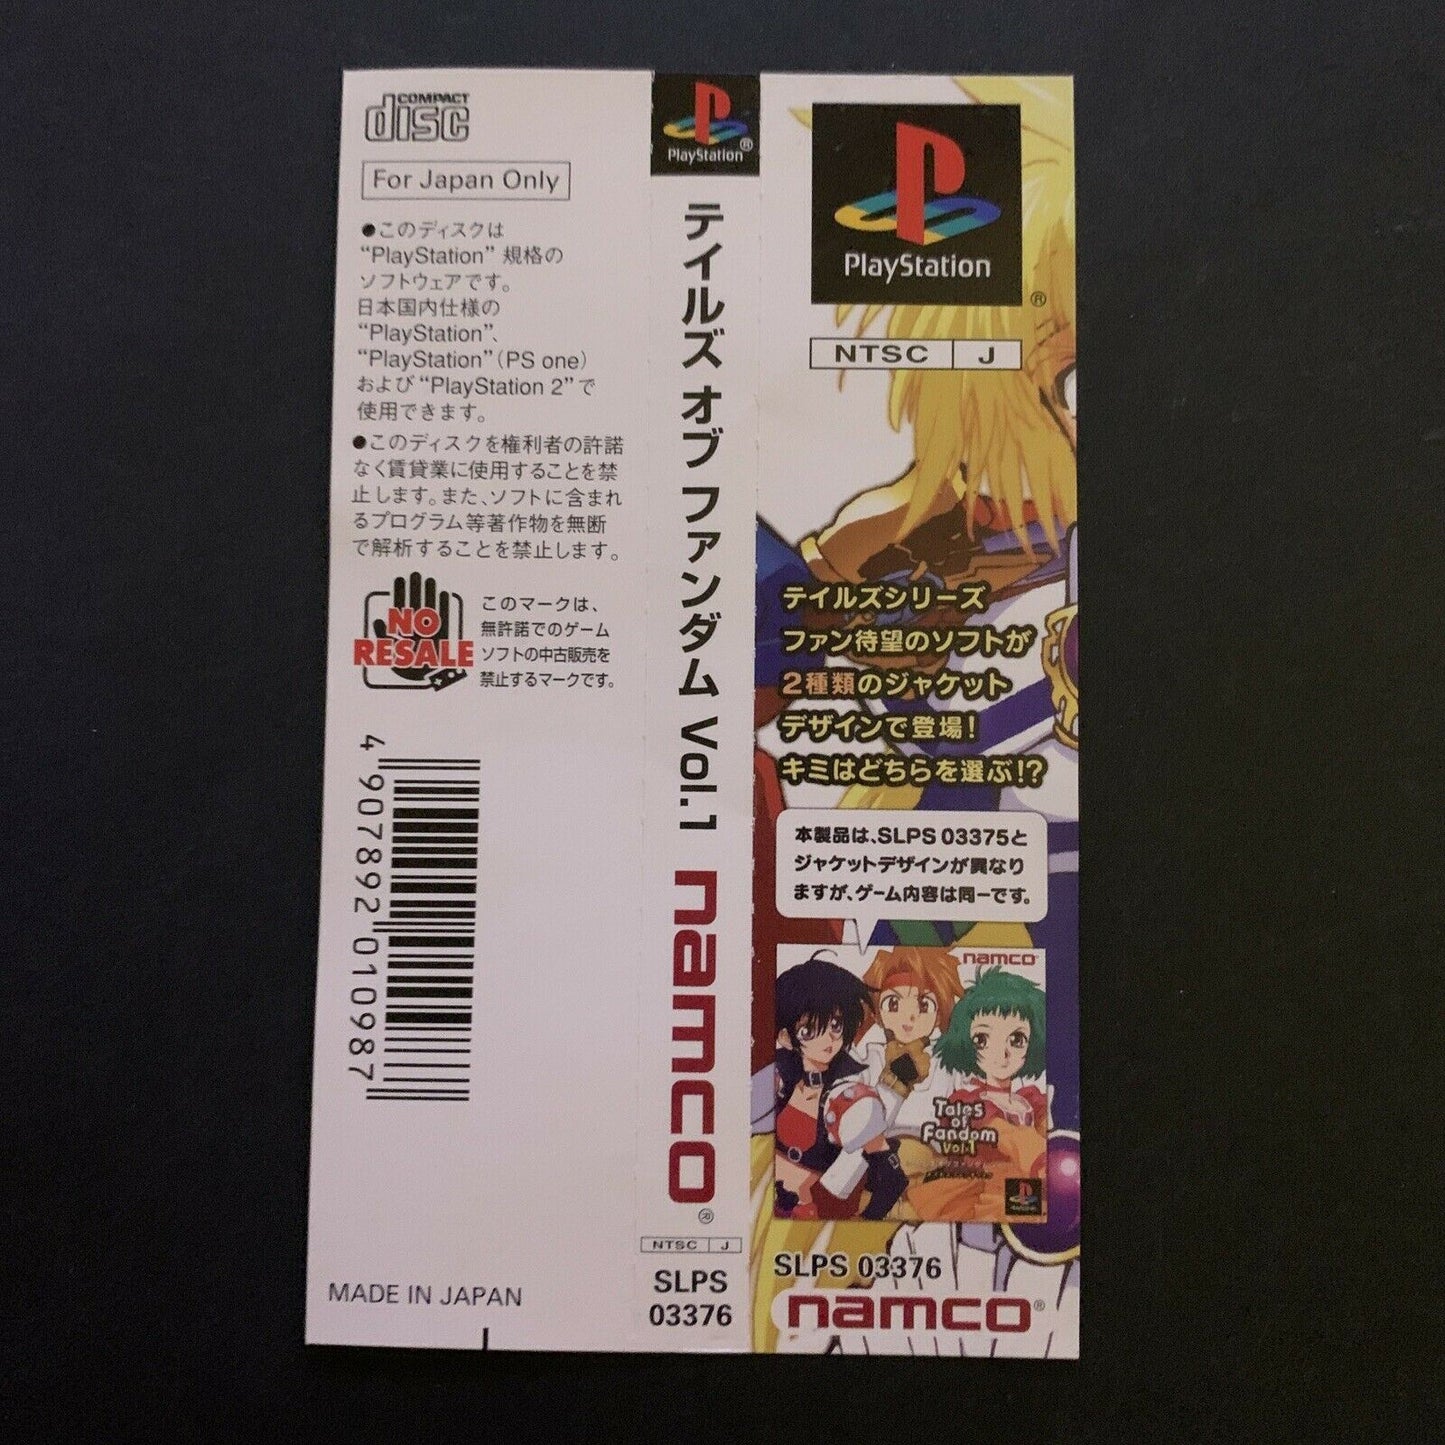 COMPACT
disc
For Japan Only
●このディスクは
“PlayStation” 規格の
ソフトウェアです。
日本国内仕様の
“PlayStation”、
“PlayStation”(PS one)
および“PlayStation 2”で
使用できます。
●このディスクを権利者の許諾
なく賃貸業に使用することを禁
止します。また、ソフトに含まれ
るプログラム等著作物を無断
で解析することを禁止します。
NO
RESALE
このマークは、
無許諾でのゲーム
ソフトの中古販売を
禁止するマークです。
4 907892 010987
MADE IN JAPAN
PlayStation®
テイルズ オブ ファンダム Vol.1
namco®
NTSC J
SLPS
03376
PlayStation®
NTSC J
テイルズシリーズ
ファン待望のソフトが
2種類のジャケット
デザインで登場!
キミはどちらを選ぶ!?
本製品は、SLPS 03375と
ジャケットデザインが異なり
ますが、ゲーム内容は同一です。
namco
Tales
of
Fandom
Vol.1
SLPS 03376
namco®